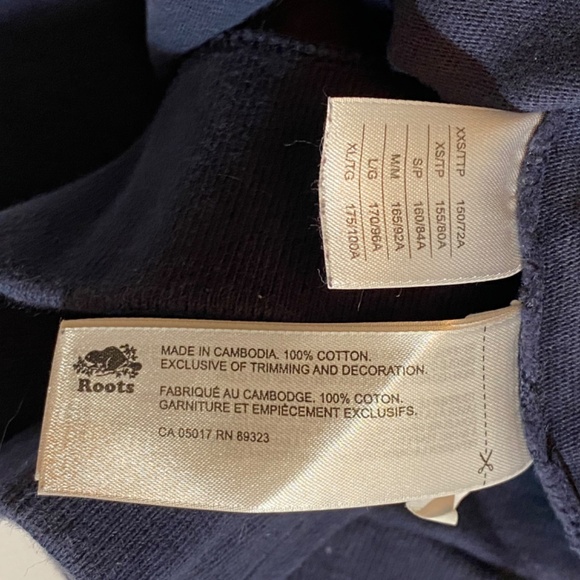 XXS/TTP 150/72A
XS/TP 155/80A
S/P 160/84A
M/M 165/92A
L/G 170/96A
XL/TG 175/100A
Roots
MADE IN CAMBODIA. 100% COTTON.
EXCLUSIVE OF TRIMMING AND DECORATION.
FABRIQUÉ AU CAMBODGE. 100% COTON.
GARNITURE ET EMPIÈCEMENT EXCLUSIFS.
CA 05017 RN 89323